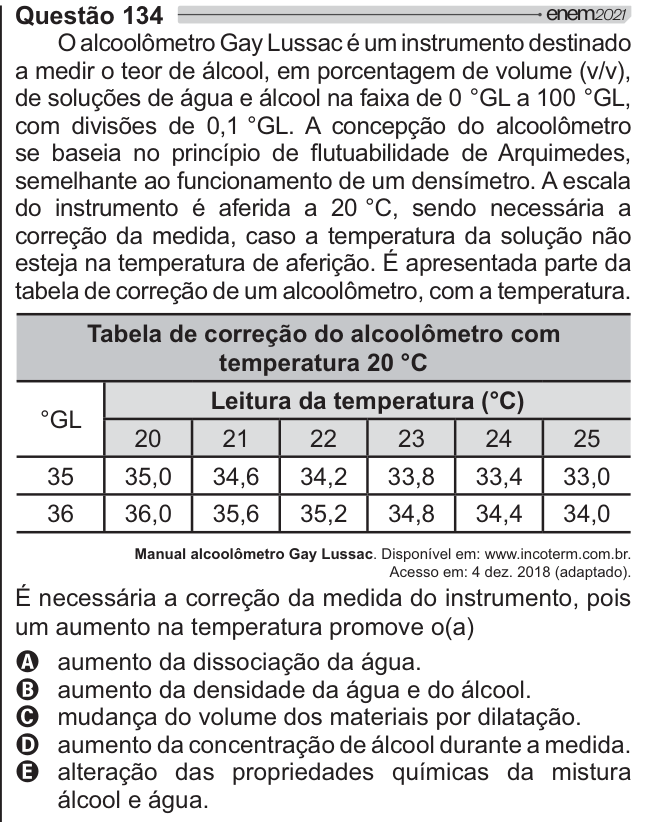 Questão 134 enem2021
O alcoolômetro Gay Lussac é um instrumento destinado
a medir o teor de álcool, em porcentagem de volume (v/v),
de soluções de água e álcool na faixa de 0 °GL a 100 °GL,
com divisões de 0,1 °GL. A concepção do alcoolômetro
se baseia no princípio de flutuabilidade de Arquimedes,
semelhante ao funcionamento de um densímetro. A escala
do instrumento é aferida a 20 °C, sendo necessária a
correção da medida, caso a temperatura da solução não
esteja na temperatura de aferição. É apresentada parte da
tabela de correção de um alcoolômetro, com a temperatura.
Tabela de correção do alcoolômetro com
temperatura 20 °C
°GL Leitura da temperatura (°C)
20 21 22 23 24 25
35 35,0 34,6 34,2 33,8 33,4 33,0
36 36,0 35,6 35,2 34,8 34,4 34,0
Manual alcoolômetro Gay Lussac. Disponível em: www.incoterm.com.br.
Acesso em: 4 dez. 2018 (adaptado).
É necessária a correção da medida do instrumento, pois
um aumento na temperatura promove o(a)
A aumento da dissociação da água.
B aumento da densidade da água e do álcool.
C mudança do volume dos materiais por dilatação.
D aumento da concentração de álcool durante a medida.
E alteração das propriedades químicas da mistura
álcool e água.